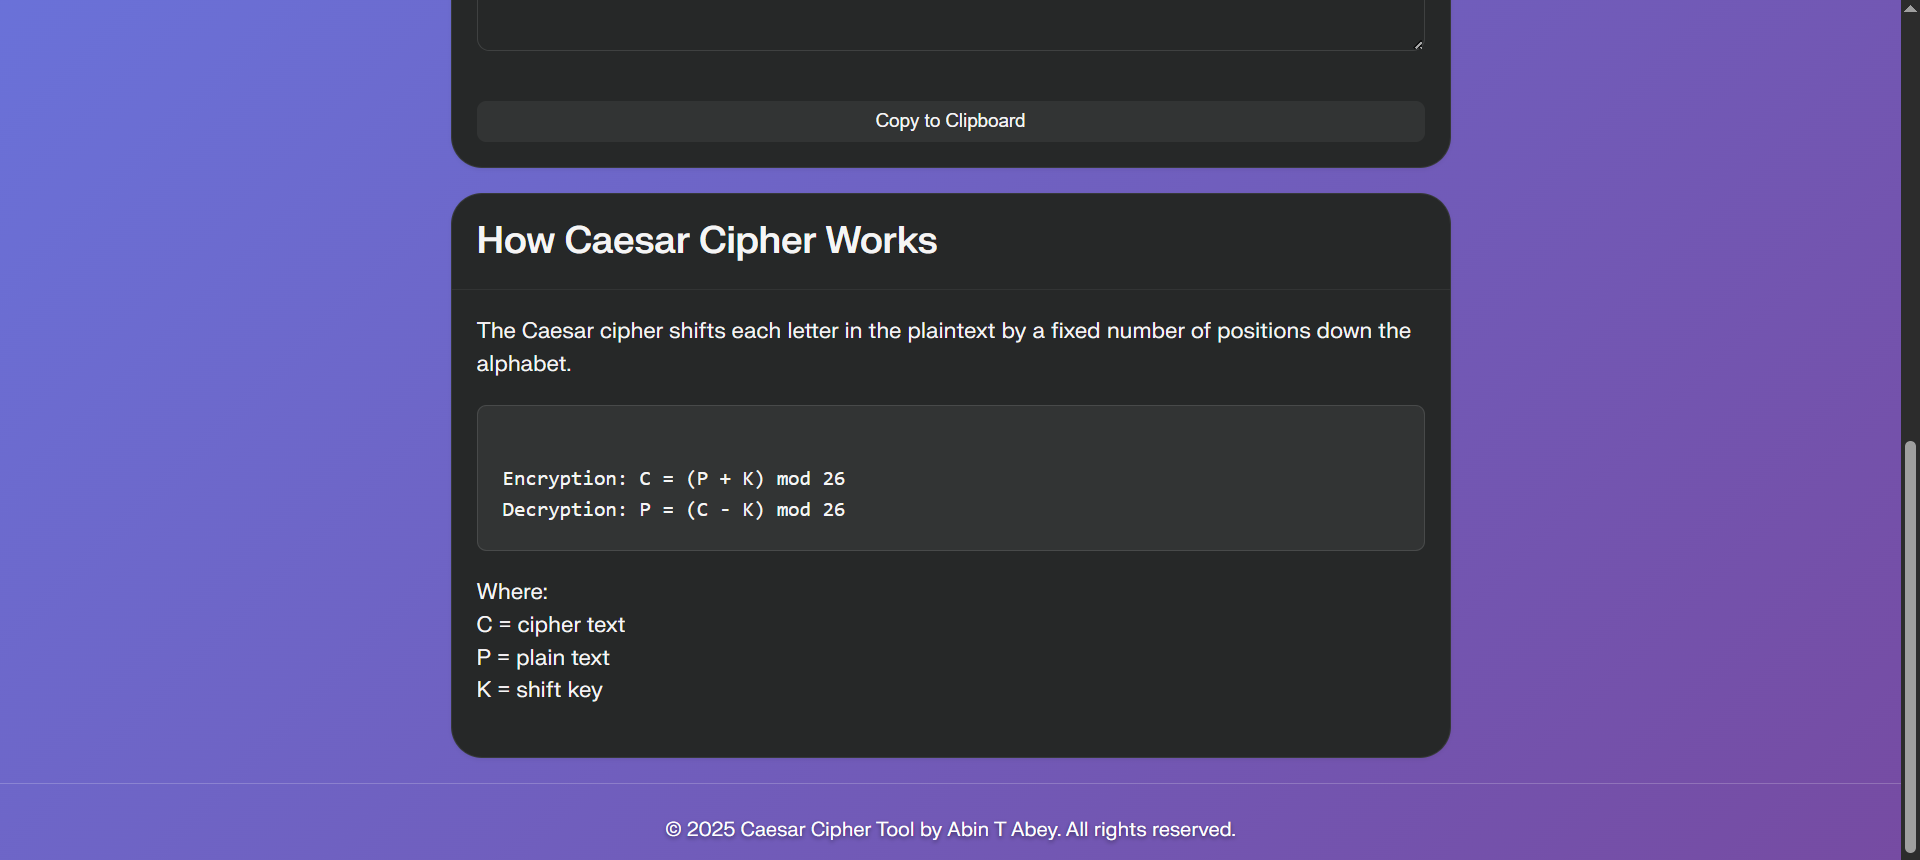 Copy to Clipboard
How Caesar Cipher Works
The Caesar cipher shifts each letter in the plaintext by a fixed number of positions down the
alphabet.
Encryption: C = (P + K) mod 26
Decryption: P = (C - K) mod 26
Where:
C = cipher text
P = plain text
K = shift key
© 2025 Caesar Cipher Tool by Abin T Abey. All rights reserved.